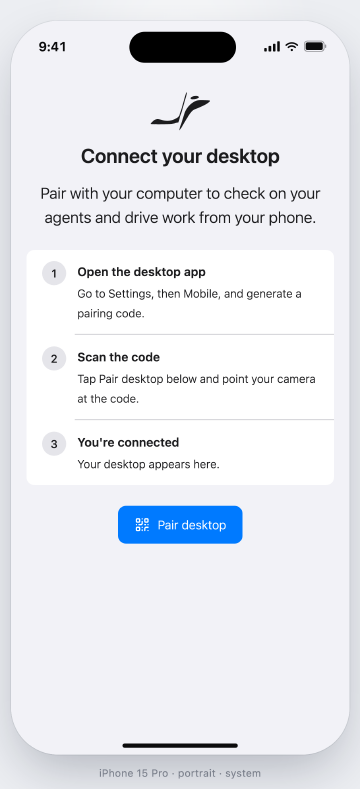 9:41
Connect your desktop
Pair with your computer to check on your
agents and drive work from your phone.
1
Open the desktop app
Go to Settings, then Mobile, and generate a
pairing code.
2
Scan the code
Tap Pair desktop below and point your camera
at the code.
3
You're connected
Your desktop appears here.
Pair desktop
iPhone 15 Pro · portrait · system